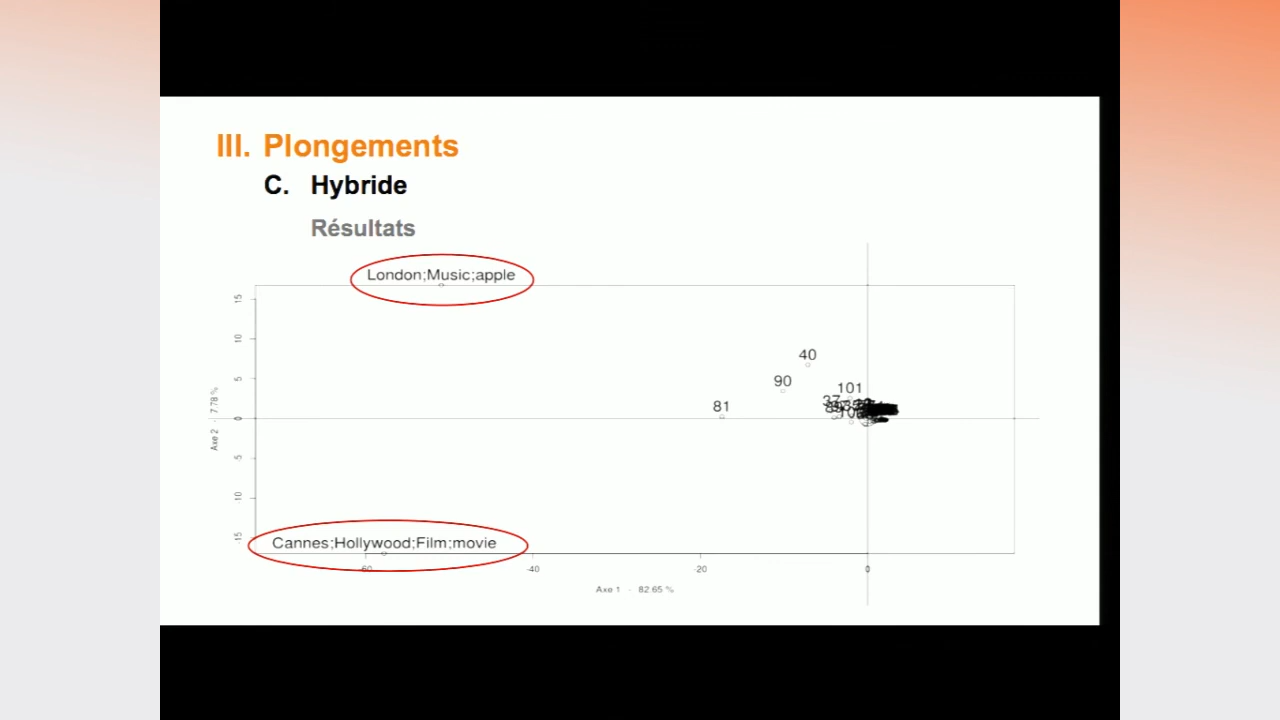 III. Plongements
C. Hybride
Résultats
London;Music;apple
15
10
5
0
5
10
-15
Axe 2 - 7.78 %
40
90
101
81
37
Cannes;Hollywood;Film;movie
-60
-40
-20
0
Axe 1 - 82.65 %